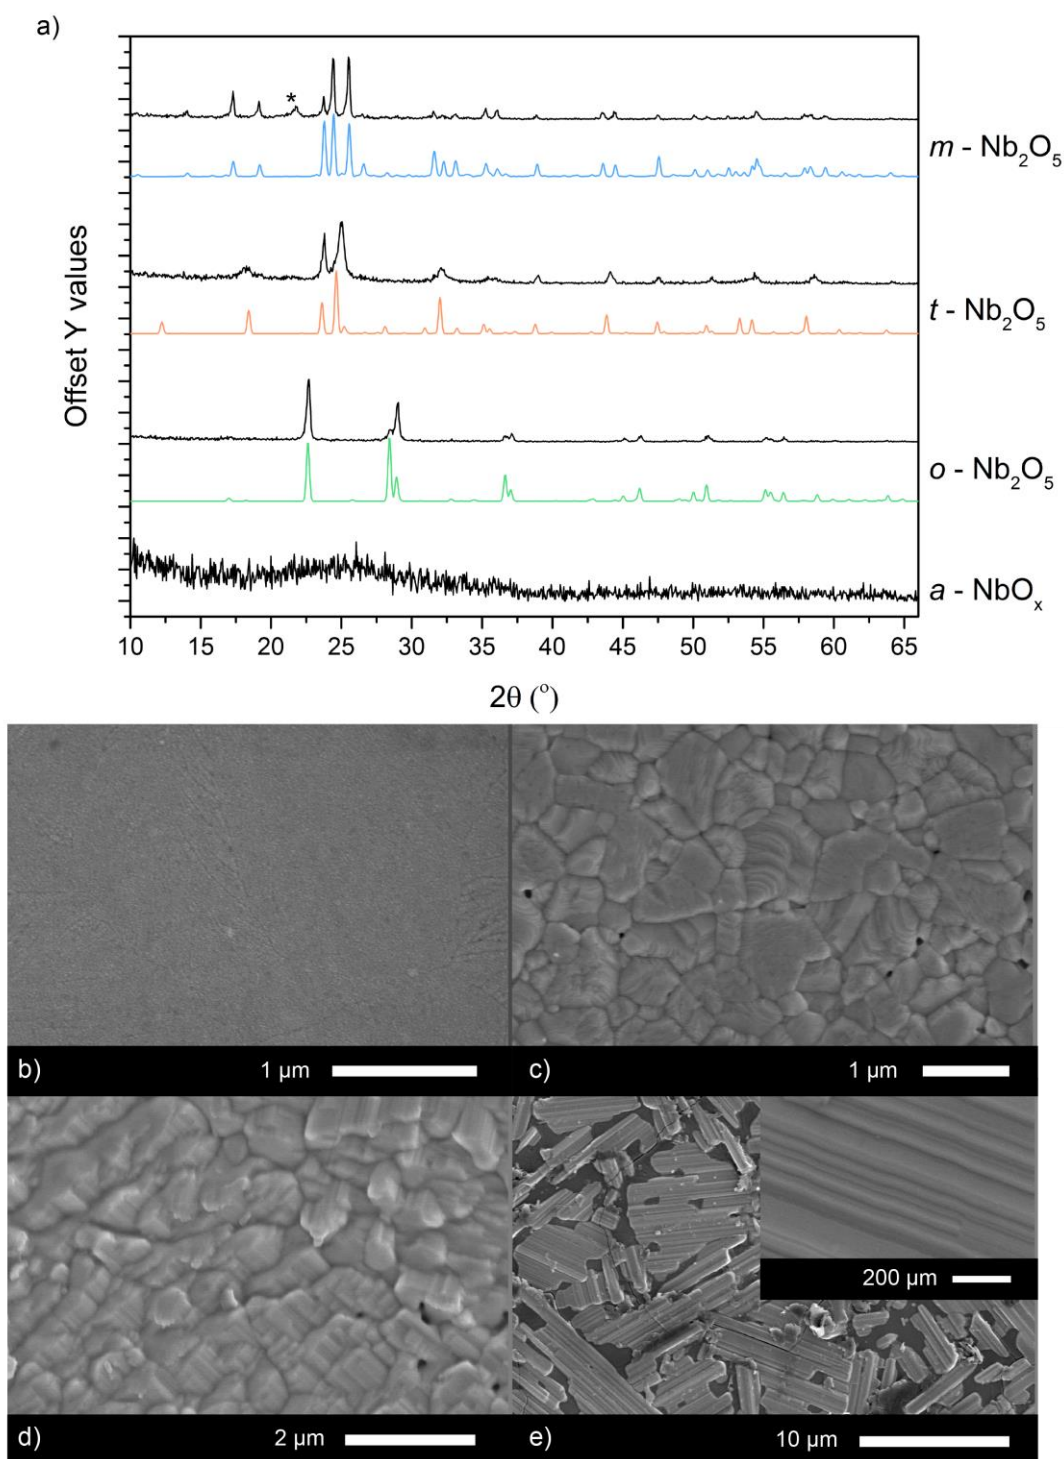 a)
*
m - Nb₂O₅
t - Nb₂O₅
o - Nb₂O₅
a - NbOₓ
Offset Y values
10 15 20 25 30 35 40 45 50 55 60 65
2θ (°)
b) 1 µm
c) 1 µm
200 µm
d) 2 µm
e) 10 µm